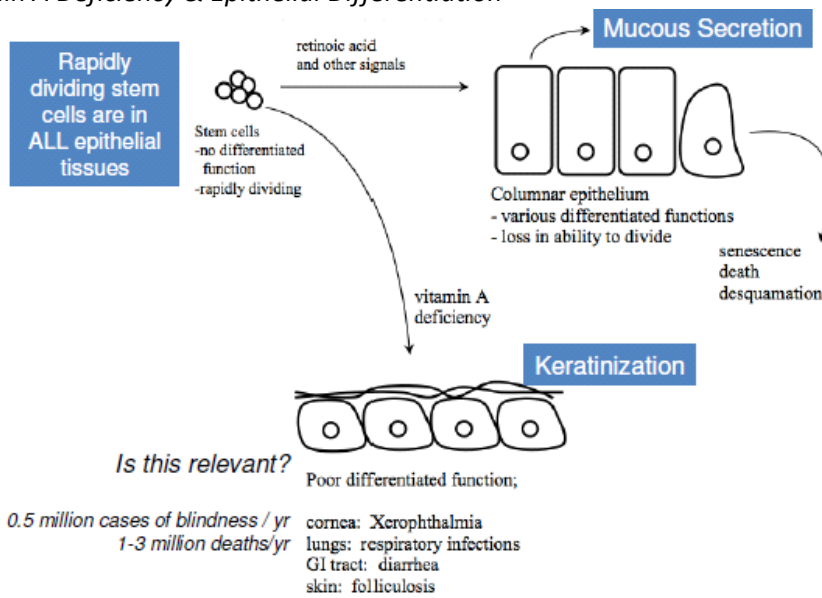 Deficiency & Epithelial Differentiation
Rapidly
dividing stem
cells are in
ALL epithelial
tissues
retinoic acid
and other signals
Mucous Secretion
Stem cells
-no differentiated
function
-rapidly dividing
Columnar epithelium
- various differentiated functions
- loss in ability to divide
senescence
death
desquamation
vitamin A
deficiency
Keratinization
Is this relevant?
Poor differentiated function;
0.5 million cases of blindness / yr
1-3 million deaths/yr
cornea: Xerophthalmia
lungs: respiratory infections
GI tract: diarrhea
skin: folliculosis